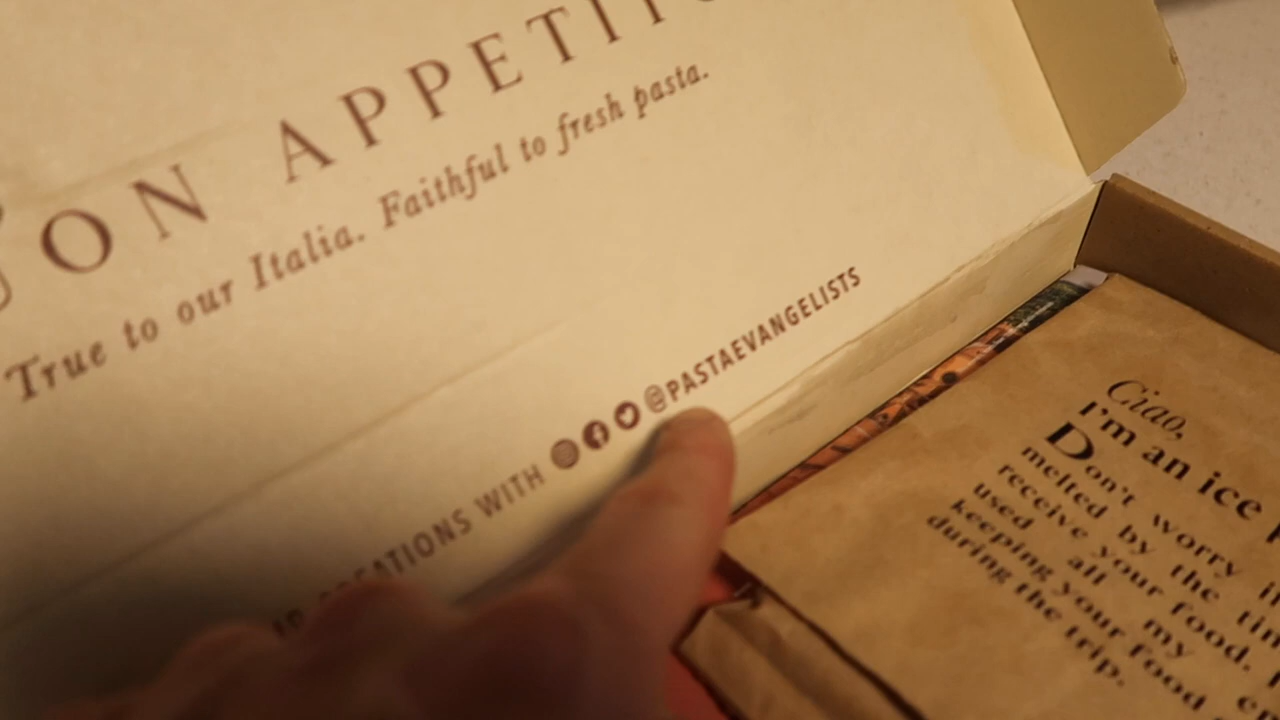 ON APPETITO
True to our Italia. Faithful to fresh pasta.
CREATIONS WITH @PASTAEVANGELISTS
Ciao,
I'm an ice
Don't worry
melted by the
receive your food.
used all my
keeping your food
during the trip.